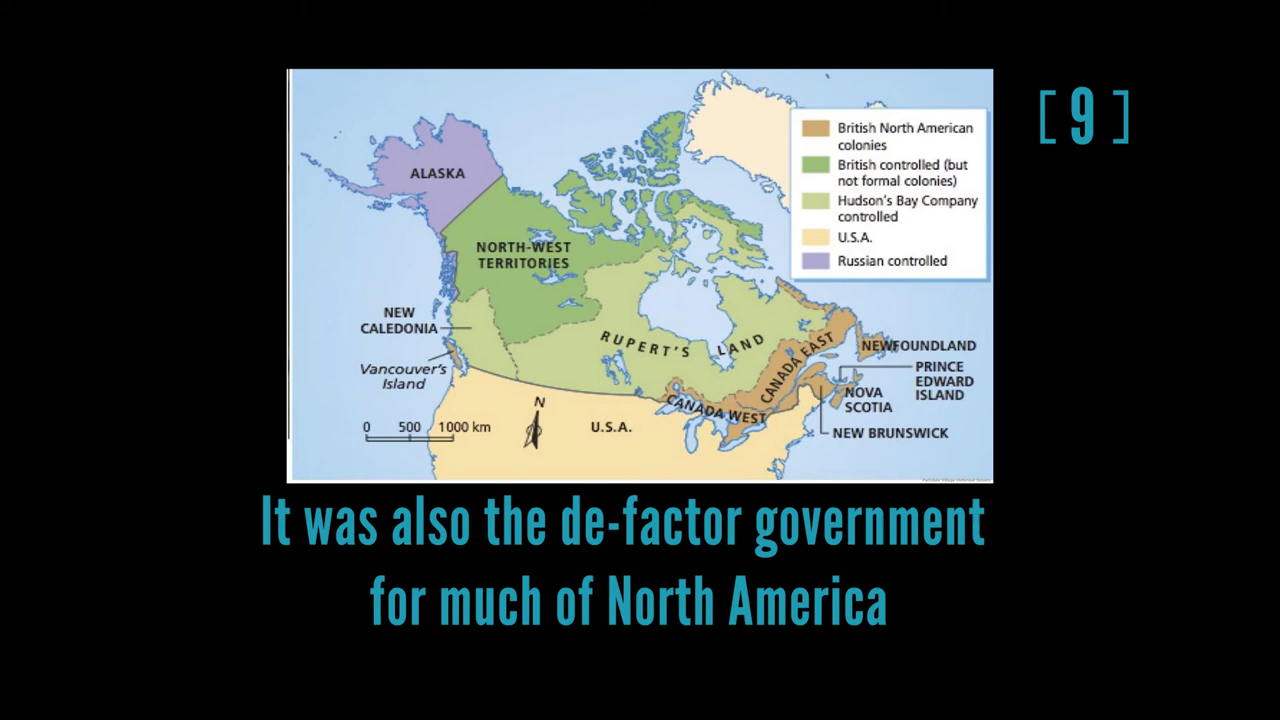 [ 9 ]
British North American
colonies
British controlled (but
not formal colonies)
Hudson's Bay Company
controlled
U.S.A.
Russian controlled
ALASKA
NORTH-WEST
TERRITORIES
NEW
CALEDONIA
Vancouver's
Island
RUPERT'S LAND
CANADA EAST
NEWFOUNDLAND
PRINCE
EDWARD
ISLAND
NOVA
SCOTIA
CANADA WEST
NEW BRUNSWICK
N
0 500 1000 km
U.S.A.
It was also the de-factor government
for much of North America